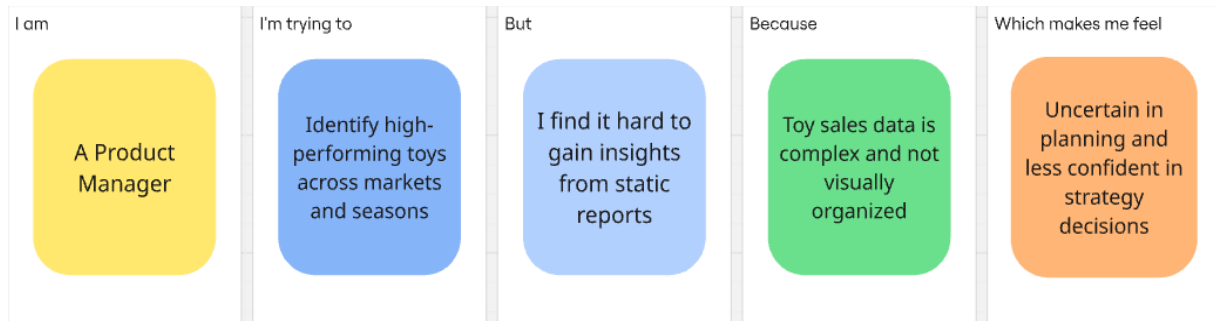 I am
A Product
Manager
I'm trying to
Identify high-
performing toys
across markets
and seasons
But
I find it hard to
gain insights
from static
reports
Because
Toy sales data is
complex and not
visually
organized
Which makes me feel
Uncertain in
planning and
less confident in
strategy
decisions